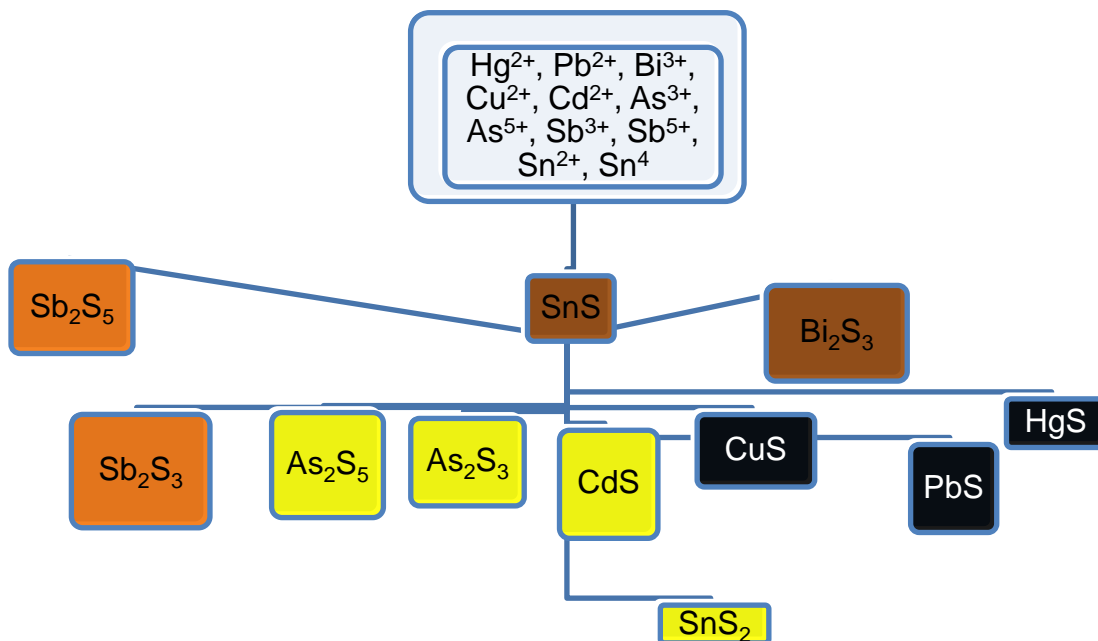 Hg²⁺, Pb²⁺, Bi³⁺,
Cu²⁺, Cd²⁺, As³⁺,
As⁵⁺, Sb³⁺, Sb⁵⁺,
Sn²⁺, Sn⁴
Sb₂S₅
SnS
Bi₂S₃
Sb₂S₃
As₂S₅
As₂S₃
CdS
CuS
PbS
HgS
SnS₂